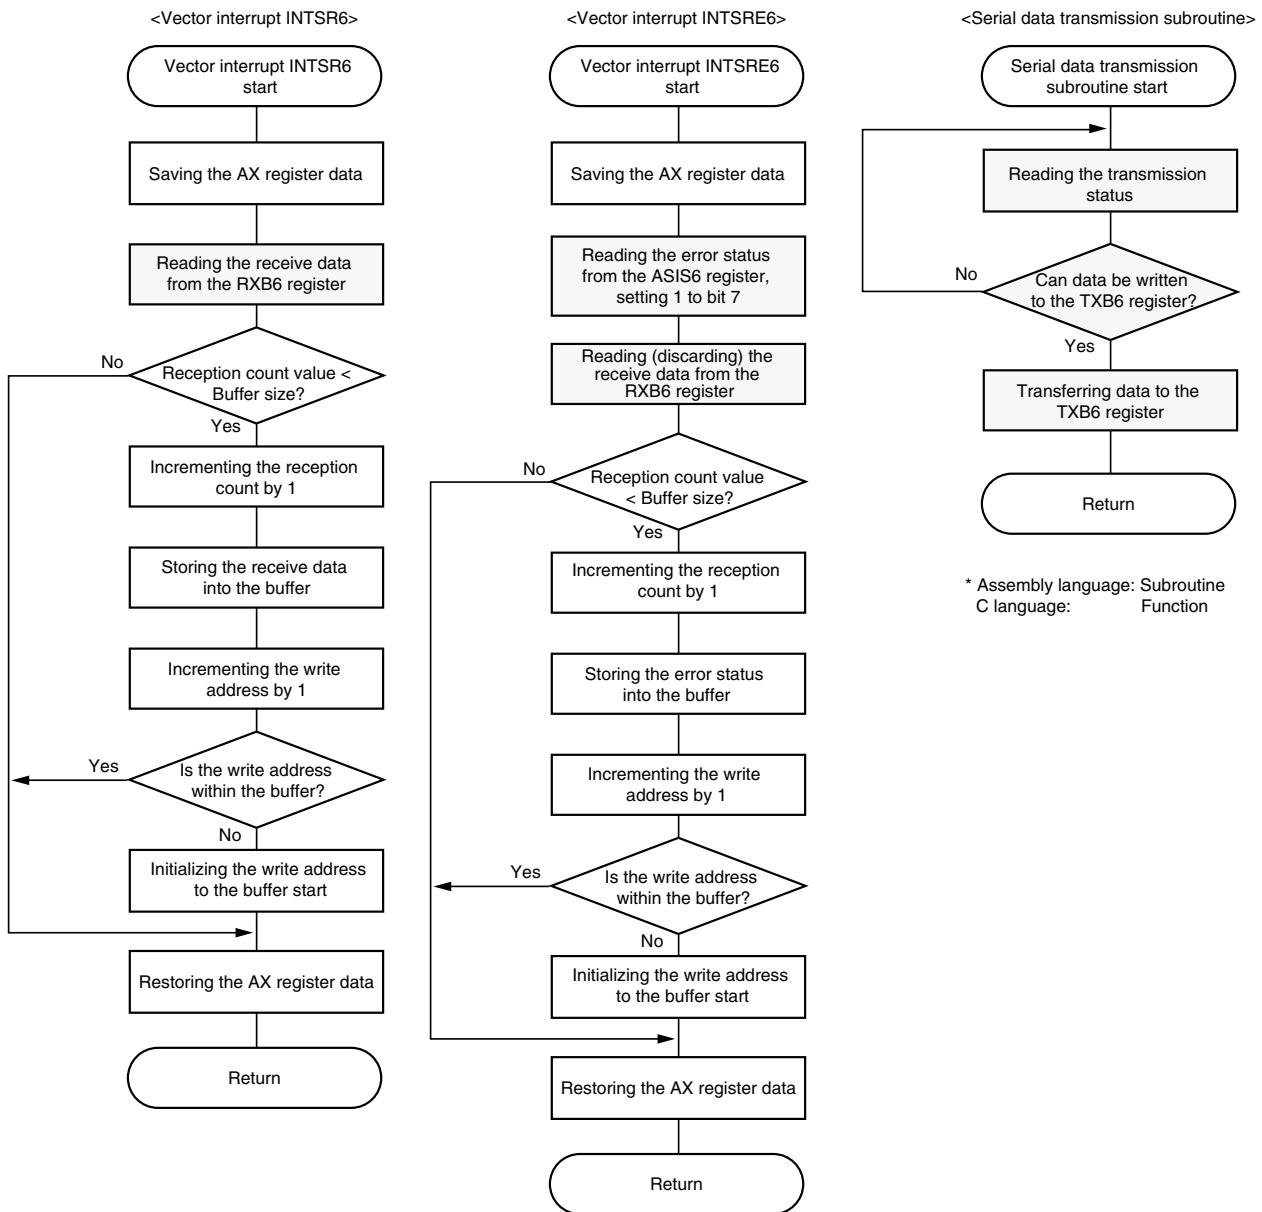 <Vector interrupt INTSR6>
Vector interrupt INTSR6
start
Saving the AX register data
Reading the receive data
from the RXB6 register
No
Reception count value <
Buffer size?
Yes
Incrementing the reception
count by 1
Storing the receive data
into the buffer
Incrementing the write
address by 1
Yes
Is the write address
within the buffer?
No
Initializing the write address
to the buffer start
Restoring the AX register data
Return
<Vector interrupt INTSRE6>
Vector interrupt INTSRE6
start
Saving the AX register data
Reading the error status
from the ASIS6 register,
setting 1 to bit 7
Reading (discarding) the
receive data from the
RXB6 register
No
Reception count value
< Buffer size?
Yes
Incrementing the reception
count by 1
Storing the error status
into the buffer
Incrementing the write
address by 1
Yes
Is the write address
within the buffer?
No
Initializing the write address
to the buffer start
Restoring the AX register data
Return
<Serial data transmission subroutine>
Serial data transmission
subroutine start
Reading the transmission
status
No
Can data be written
to the TXB6 register?
Yes
Transferring data to the
TXB6 register
Return
* Assembly language: Subroutine
C language: Function